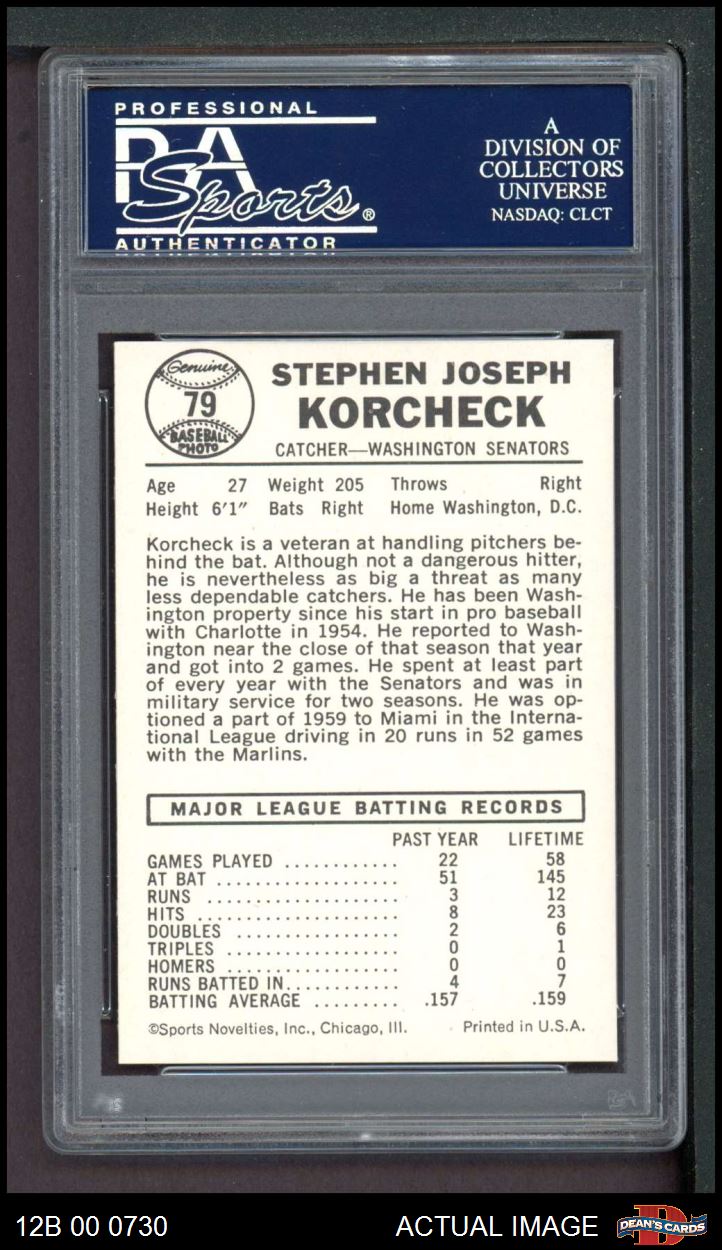 PROFESSIONAL
PSA
Sports®
AUTHENTICATOR
A
DIVISION OF
COLLECTORS
UNIVERSE
NASDAQ: CLCT
Genuine
79
BASEBALL
PHOTO
STEPHEN JOSEPH
KORCHECK
CATCHER—WASHINGTON SENATORS
Age 27 Weight 205 Throws Right
Height 6'1" Bats Right Home Washington, D.C.
Korcheck is a veteran at handling pitchers be-
hind the bat. Although not a dangerous hitter,
he is nevertheless as big a threat as many
less dependable catchers. He has been Wash-
ington property since his start in pro baseball
with Charlotte in 1954. He reported to Wash-
ington near the close of that season that year
and got into 2 games. He spent at least part
of every year with the Senators and was in
military service for two seasons. He was op-
tioned a part of 1959 to Miami in the Interna-
tional League driving in 20 runs in 52 games
with the Marlins.
MAJOR LEAGUE BATTING RECORDS
PAST YEAR LIFETIME
GAMES PLAYED ............ 22 58
AT BAT .................... 51 145
RUNS ..................... 3 12
HITS ...................... 8 23
DOUBLES .................. 2 6
TRIPLES ................... 0 1
HOMERS ................... 0 0
RUNS BATTED IN............ 4 7
BATTING AVERAGE ......... .157 .159
©Sports Novelties, Inc., Chicago, Ill. Printed in U.S.A.
12B 00 0730
ACTUAL IMAGE
DEAN'S CARDS